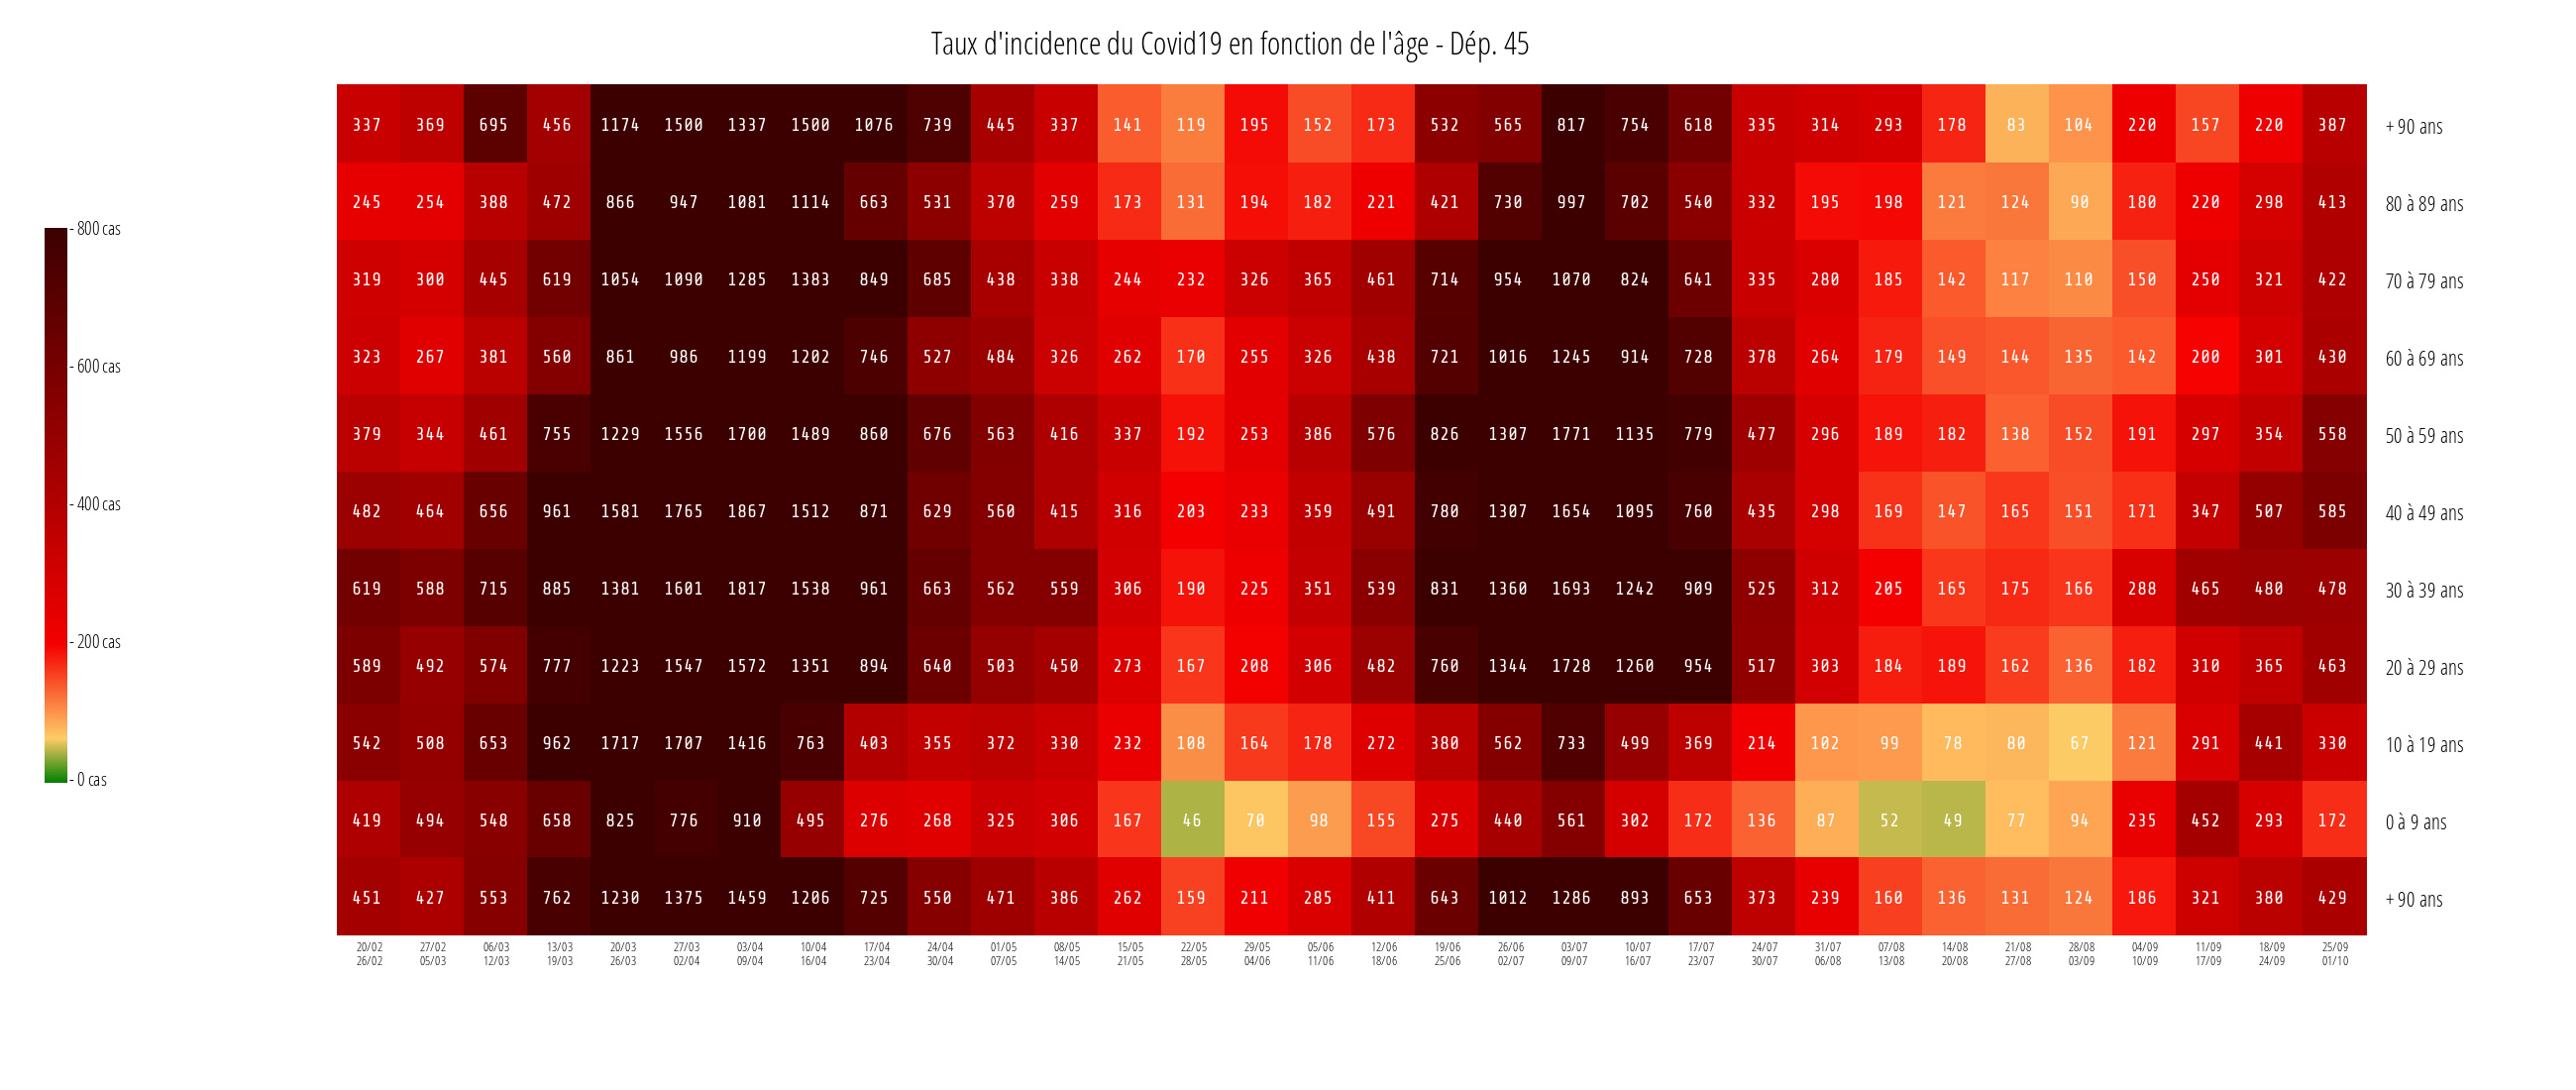 Taux d'incidence du Covid19 en fonction de l'âge - Dép. 45
- 800 cas
- 600 cas
- 400 cas
- 200 cas
- 0 cas
337 369 695 456 1174 1500 1337 1500 1076 739 445 337 141 119 195 152 173 532 565 817 754 618 335 314 293 178 83 104 220 157 220 387 + 90 ans
245 254 388 472 866 947 1081 1114 663 531 370 259 173 131 194 182 221 421 730 997 702 540 332 195 198 121 124 90 180 220 298 413 80 à 89 ans
319 300 445 619 1054 1090 1285 1383 849 685 438 338 244 232 326 365 461 714 954 1070 824 641 335 280 185 142 117 110 150 250 321 422 70 à 79 ans
323 267 381 560 861 986 1199 1202 746 527 484 326 262 170 255 326 438 721 1016 1245 914 728 378 264 179 149 144 135 142 200 301 430 60 à 69 ans
379 344 461 755 1229 1556 1700 1489 860 676 563 416 337 192 253 386 576 826 1307 1771 1135 779 477 296 189 182 138 152 191 297 354 558 50 à 59 ans
482 464 656 961 1581 1765 1867 1512 871 629 560 415 316 203 233 359 491 780 1307 1654 1095 760 435 298 169 147 165 151 171 347 507 585 40 à 49 ans
619 588 715 885 1381 1601 1817 1538 961 663 562 559 306 190 225 351 539 831 1360 1693 1242 909 525 312 205 165 175 166 288 465 480 478 30 à 39 ans
589 492 574 777 1223 1547 1572 1351 894 640 503 450 273 167 208 306 482 760 1344 1728 1260 954 517 303 184 189 162 136 182 310 365 463 20 à 29 ans
542 508 653 962 1717 1707 1416 763 403 355 372 330 232 108 164 178 272 380 562 733 499 369 214 102 99 78 80 67 121 291 441 330 10 à 19 ans
419 494 548 658 825 776 910 495 276 268 325 306 167 46 70 98 155 275 440 561 302 172 136 87 52 49 77 94 235 452 293 172 0 à 9 ans
451 427 553 762 1230 1375 1459 1206 725 550 471 386 262 159 211 285 411 643 1012 1286 893 653 373 239 160 136 131 124 186 321 380 429 + 90 ans
20/02 27/02 06/03 13/03 20/03 27/03 03/04 10/04 17/04 24/04 01/05 08/05 15/05 22/05 29/05 05/06 12/06 19/06 26/06 03/07 10/07 17/07 24/07 31/07 07/08 14/08 21/08 28/08 04/09 11/09 18/09 25/09
26/02 05/03 12/03 19/03 26/03 02/04 09/04 16/04 23/04 30/04 07/05 14/05 21/05 28/05 04/06 11/06 18/06 25/06 02/07 09/07 16/07 23/07 30/07 06/08 13/08 20/08 27/08 03/09 10/09 17/09 24/09 01/10